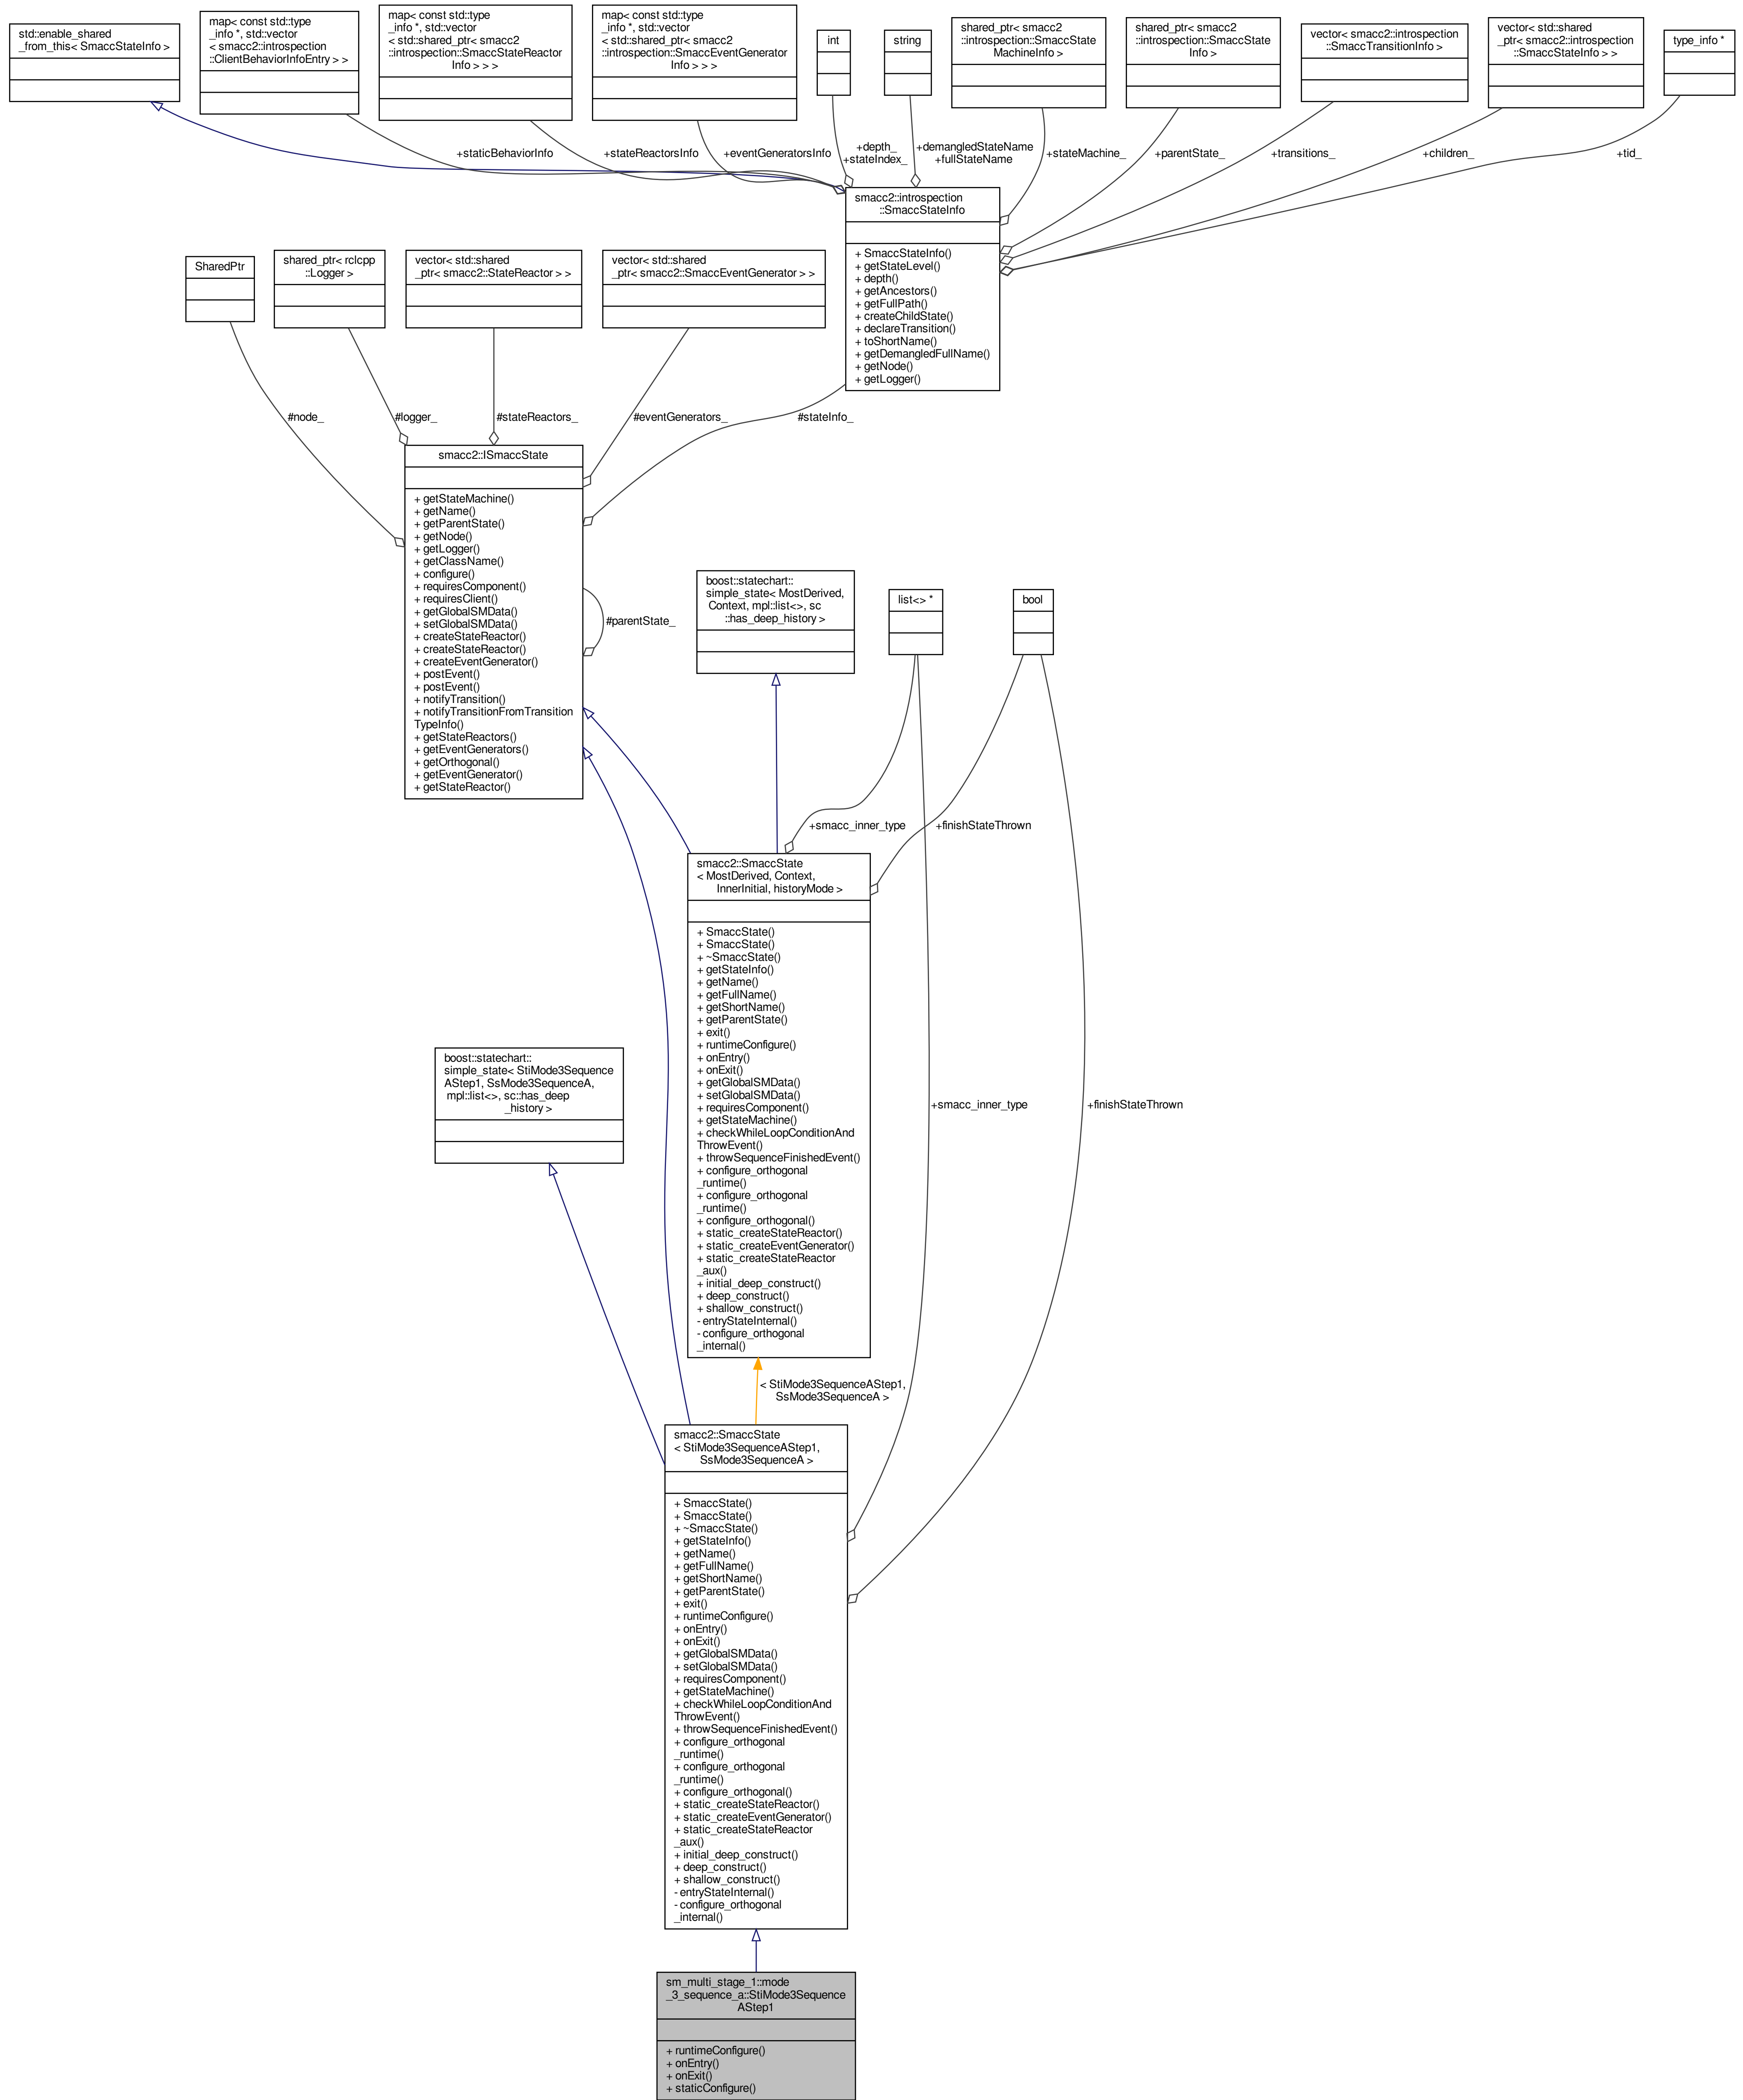 std::enable_shared
_from_this< SmaccStateInfo >
map< const std::type
_info *, std::vector
< smacc2::introspection
::ClientBehaviorInfoEntry > >
map< const std::type
_info *, std::vector
< std::shared_ptr< smacc2
::introspection::SmaccStateReactor
Info > > >
map< const std::type
_info *, std::vector
< std::shared_ptr< smacc2
::introspection::SmaccEventGenerator
Info > > >
int
string
shared_ptr< smacc2
::introspection::SmaccState
MachineInfo >
shared_ptr< smacc2
::introspection::SmaccState
Info >
vector< smacc2::introspection
::SmaccTransitionInfo >
vector< std::shared
_ptr< smacc2::introspection
::SmaccStateInfo > >
type_info *
+staticBehaviorInfo
+stateReactorsInfo
+eventGeneratorsInfo
+depth_
+stateIndex_
+demangledStateName
+fullStateName
+stateMachine_
+parentState_
+transitions_
+children_
+tid_
smacc2::introspection
::SmaccStateInfo
+ SmaccStateInfo()
+ getStateLevel()
+ depth()
+ getAncestors()
+ getFullPath()
+ createChildState()
+ declareTransition()
+ toShortName()
+ getDemangledFullName()
+ getNode()
+ getLogger()
SharedPtr
shared_ptr< rclcpp
::Logger >
vector< std::shared
_ptr< smacc2::StateReactor > >
vector< std::shared
_ptr< smacc2::SmaccEventGenerator > >
#node_
#logger_
#stateReactors_
#eventGenerators_
#stateInfo_
smacc2::ISmaccState
+ getStateMachine()
+ getName()
+ getParentState()
+ getNode()
+ getLogger()
+ getClassName()
+ configure()
+ requiresComponent()
+ requiresClient()
+ getGlobalSMData()
+ setGlobalSMData()
+ createStateReactor()
+ createStateReactor()
+ createEventGenerator()
+ postEvent()
+ postEvent()
+ notifyTransition()
+ notifyTransitionFromTransition
TypeInfo()
+ getStateReactors()
+ getEventGenerators()
+ getOrthogonal()
+ getEventGenerator()
+ getStateReactor()
#parentState_
boost::statechart::
simple_state< MostDerived,
Context, mpl::list<>, sc
::has_deep_history >
list<> *
bool
+smacc_inner_type
+finishStateThrown
smacc2::SmaccState
< MostDerived, Context,
InnerInitial, historyMode >
+ SmaccState()
+ SmaccState()
+ ~SmaccState()
+ getStateInfo()
+ getName()
+ getFullName()
+ getShortName()
+ getParentState()
+ exit()
+ runtimeConfigure()
+ onEntry()
+ onExit()
+ getGlobalSMData()
+ setGlobalSMData()
+ requiresComponent()
+ getStateMachine()
+ checkWhileLoopConditionAnd
ThrowEvent()
+ throwSequenceFinishedEvent()
+ configure_orthogonal
_runtime()
+ configure_orthogonal
_runtime()
+ configure_orthogonal()
+ static_createStateReactor()
+ static_createEventGenerator()
+ static_createStateReactor
_aux()
+ initial_deep_construct()
+ deep_construct()
+ shallow_construct()
- entryStateInternal()
- configure_orthogonal
_internal()
boost::statechart::
simple_state< StiMode3Sequence
AStep1, SsMode3SequenceA,
mpl::list<>, sc::has_deep
_history >
+smacc_inner_type
+finishStateThrown
< StiMode3SequenceAStep1,
SsMode3SequenceA >
smacc2::SmaccState
< StiMode3SequenceAStep1,
SsMode3SequenceA >
+ SmaccState()
+ SmaccState()
+ ~SmaccState()
+ getStateInfo()
+ getName()
+ getFullName()
+ getShortName()
+ getParentState()
+ exit()
+ runtimeConfigure()
+ onEntry()
+ onExit()
+ getGlobalSMData()
+ setGlobalSMData()
+ requiresComponent()
+ getStateMachine()
+ checkWhileLoopConditionAnd
ThrowEvent()
+ throwSequenceFinishedEvent()
+ configure_orthogonal
_runtime()
+ configure_orthogonal
_runtime()
+ configure_orthogonal()
+ static_createStateReactor()
+ static_createEventGenerator()
+ static_createStateReactor
_aux()
+ initial_deep_construct()
+ deep_construct()
+ shallow_construct()
- entryStateInternal()
- configure_orthogonal
_internal()
sm_multi_stage_1::mode
_3_sequence_a::StiMode3Sequence
AStep1
+ runtimeConfigure()
+ onEntry()
+ onExit()
+ staticConfigure()